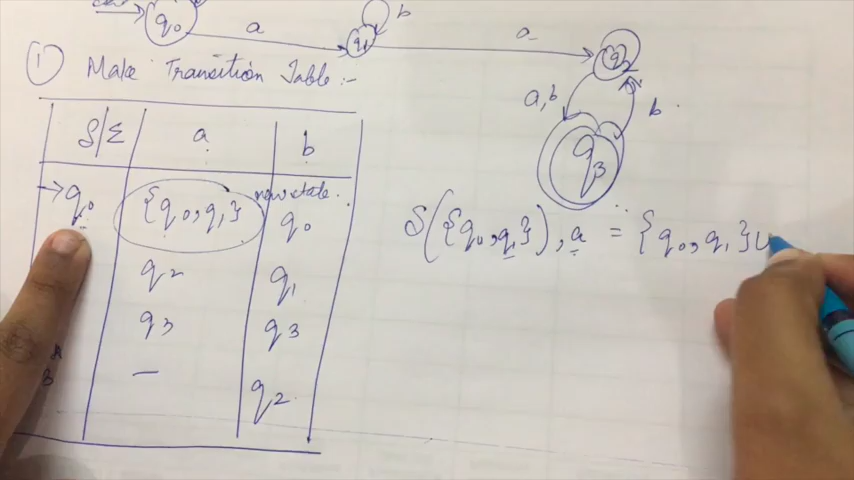 q₀ a q₁ b a q₂
① Make Transition Table :-
a,b b
q₃
δ/Σ a b
→q₀ {q₀,q₁} new state. q₀
δ({q₀,q₁}),a = {q₀,q₁}∪
q₂ q₁
q₃ q₃
— q₂